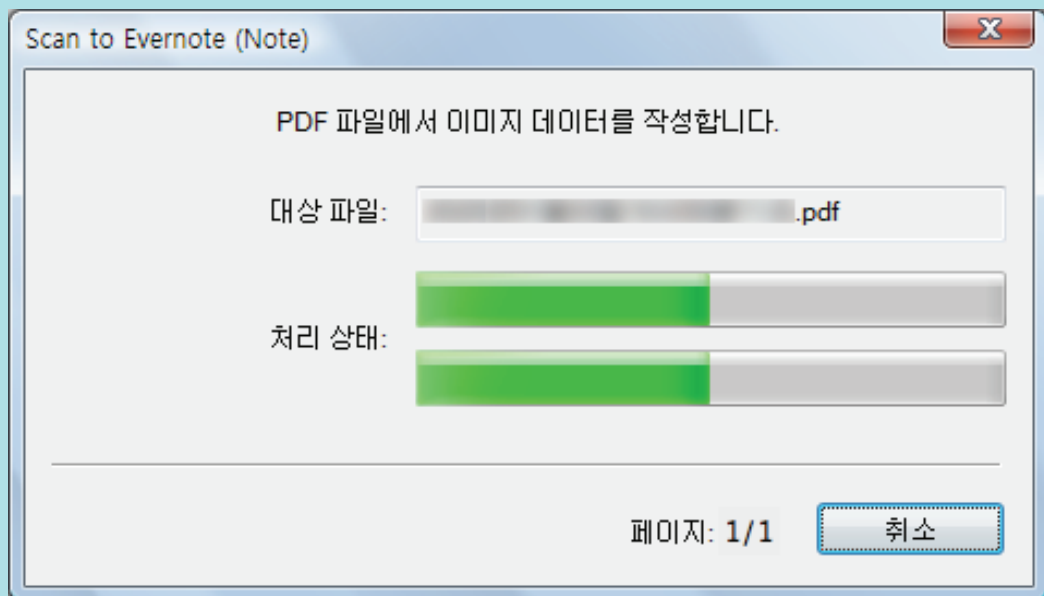 Scan to Evernote (Note)
PDF 파일에서 이미지 데이터를 작성합니다.
대상 파일: .pdf
처리 상태:
페이지: 1/1
취소